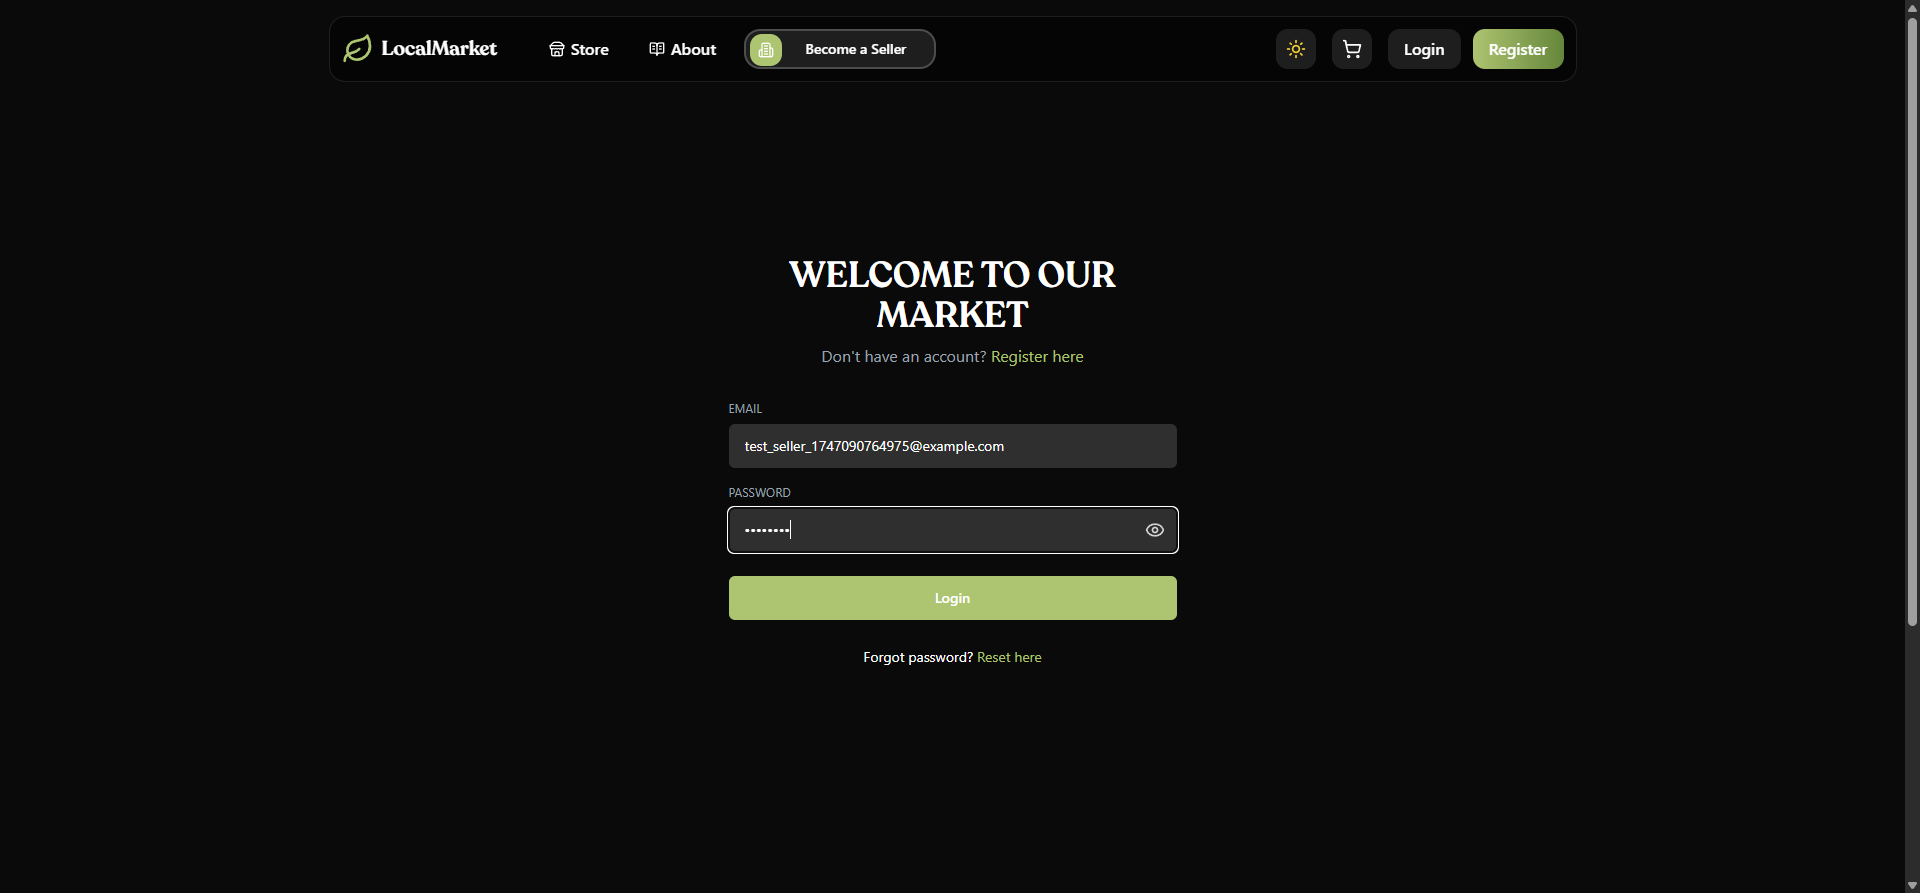 LocalMarket
Store
About
Become a Seller
Login
Register
WELCOME TO OUR
MARKET
Don't have an account? Register here
EMAIL
test_seller_1747090764975@example.com
PASSWORD
••••••••
Login
Forgot password? Reset here